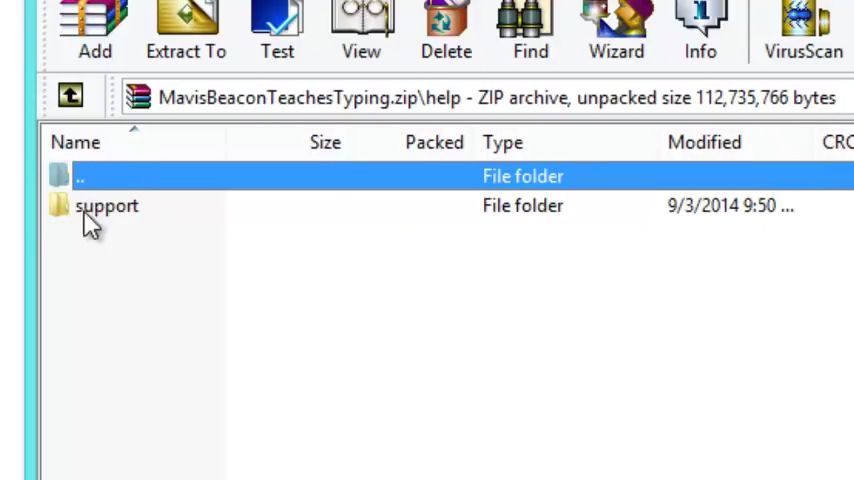 Add Extract To Test View Delete Find Wizard Info VirusScan
MavisBeaconTeachesTyping.zip\help - ZIP archive, unpacked size 112,735,766 bytes
Name Size Packed Type Modified CRC
.. File folder
support File folder 9/3/2014 9:50 ...